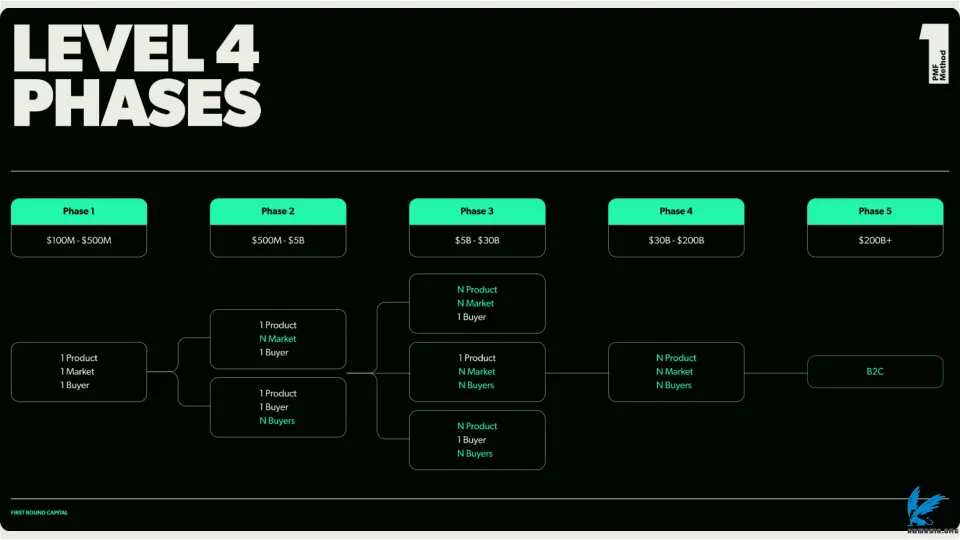 LEVEL 4
PHASES
1
PMF
Method
Phase 1
$100M - $500M
Phase 2
$500M - $5B
Phase 3
$5B - $30B
Phase 4
$30B - $200B
Phase 5
$200B+
1 Product
1 Market
1 Buyer
1 Product
N Market
1 Buyer
1 Product
1 Buyer
N Buyers
N Product
N Market
1 Buyer
1 Product
N Market
N Buyers
N Product
1 Buyer
N Buyers
N Product
N Market
N Buyers
B2C
FIRST ROUND CAPITAL